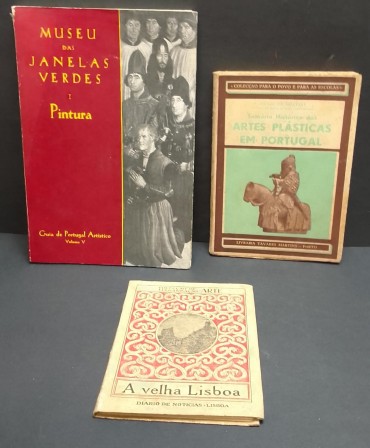 MUSEU
DAS
JANELAS
VERDES
I
Pintura
Guia de Portugal Artístico
Volume V
COLECÇÃO PARA O POVO E PARA AS ESCOLAS
ARTES PLÁSTICAS
EM PORTUGAL
LIVRARIA TAVARES MARTINS - PORTO
ARTE
A velha Lisboa
DIARIO DE NOTICIAS - LISBOA